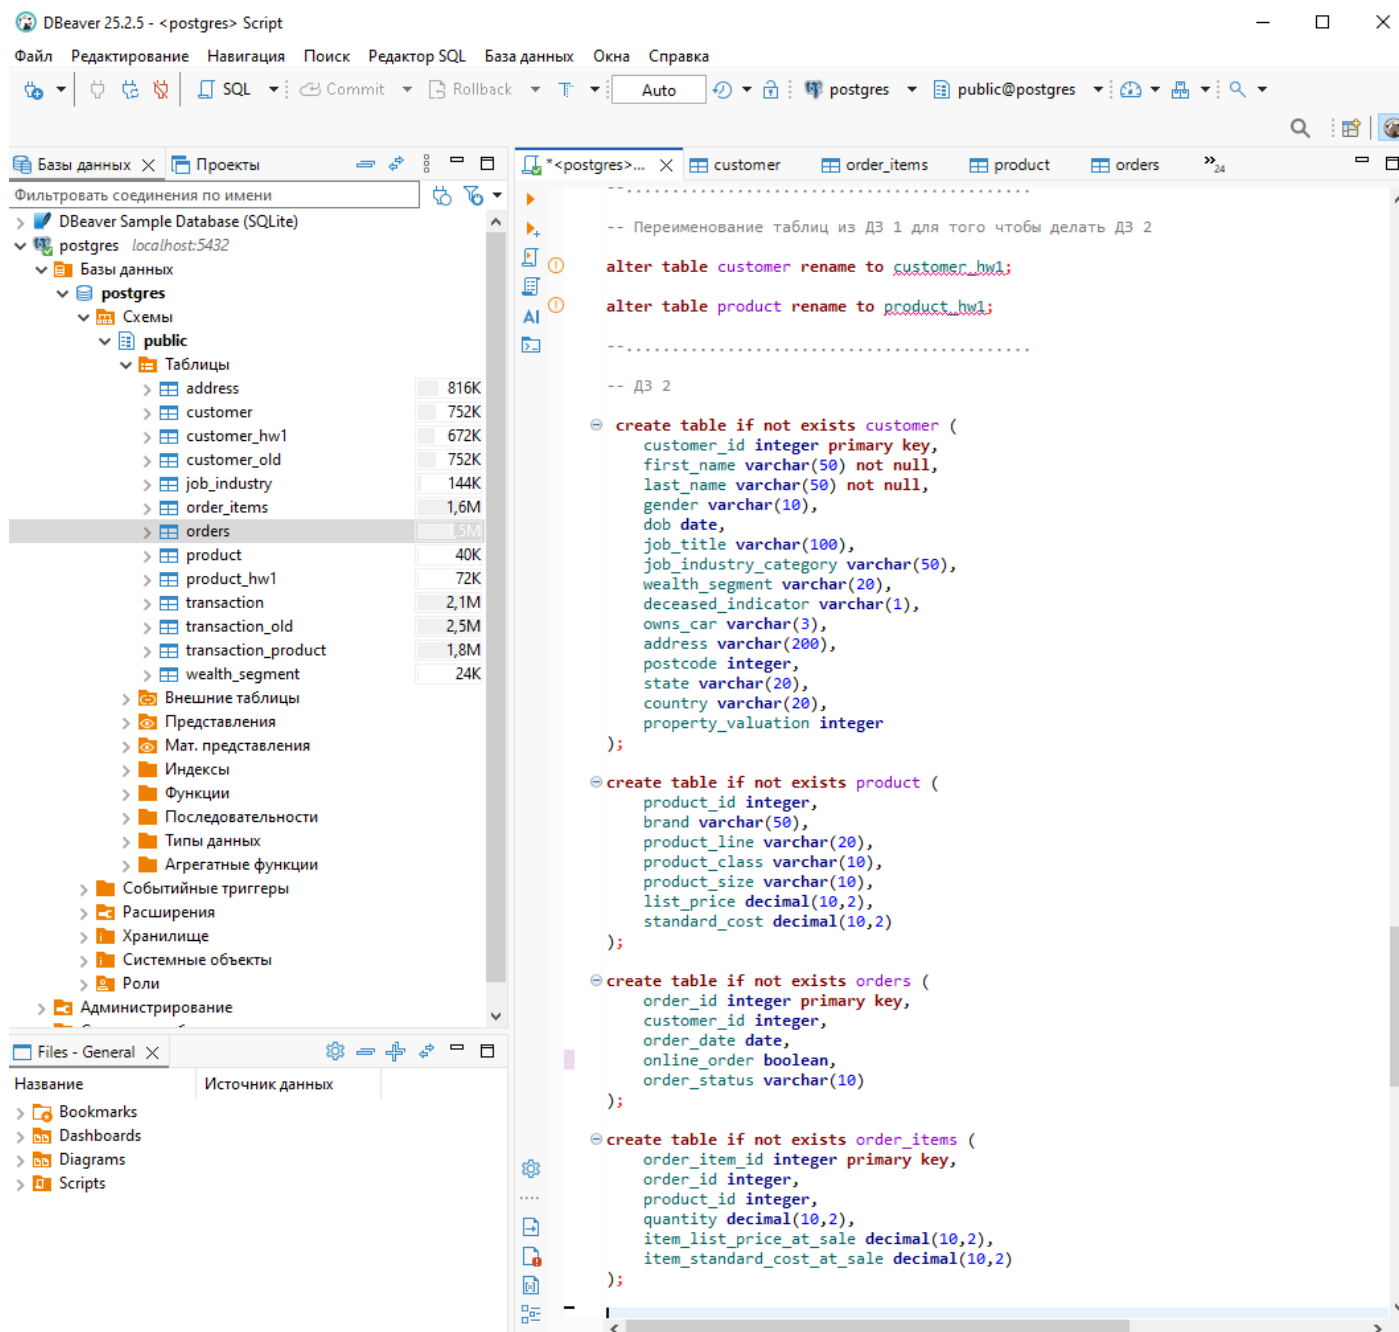 DBeaver 25.2.5 - <postgres> Script
Файл Редактирование Навигация Поиск Редактор SQL База данных Окна Справка
SQL Commit Rollback Auto postgres public@postgres
Базы данных Проекты
Фильтровать соединения по имени
DBeaver Sample Database (SQLite)
postgres localhost:5432
Базы данных
postgres
Схемы
public
Таблицы
address 816K
customer 752K
customer_hw1 672K
customer_old 752K
job_industry 144K
order_items 1,6M
orders ,5M
product 40K
product_hw1 72K
transaction 2,1M
transaction_old 2,5M
transaction_product 1,8M
wealth_segment 24K
Внешние таблицы
Представления
Мат. представления
Индексы
Функции
Последовательности
Типы данных
Агрегатные функции
Событийные триггеры
Расширения
Хранилище
Системные объекты
Роли
Администрирование
Files - General
Название Источник данных
Bookmarks
Dashboards
Diagrams
Scripts
*<postgres>... customer order_items product orders »24
AI
--............................................
-- Переименование таблиц из ДЗ 1 для того чтобы делать ДЗ 2
alter table customer rename to customer_hw1;
alter table product rename to product_hw1;
--............................................
-- ДЗ 2
create table if not exists customer (
customer_id integer primary key,
first_name varchar(50) not null,
last_name varchar(50) not null,
gender varchar(10),
dob date,
job_title varchar(100),
job_industry_category varchar(50),
wealth_segment varchar(20),
deceased_indicator varchar(1),
owns_car varchar(3),
address varchar(200),
postcode integer,
state varchar(20),
country varchar(20),
property_valuation integer
);
create table if not exists product (
product_id integer,
brand varchar(50),
product_line varchar(20),
product_class varchar(10),
product_size varchar(10),
list_price decimal(10,2),
standard_cost decimal(10,2)
);
create table if not exists orders (
order_id integer primary key,
customer_id integer,
order_date date,
online_order boolean,
order_status varchar(10)
);
create table if not exists order_items (
order_item_id integer primary key,
order_id integer,
product_id integer,
quantity decimal(10,2),
item_list_price_at_sale decimal(10,2),
item_standard_cost_at_sale decimal(10,2)
);